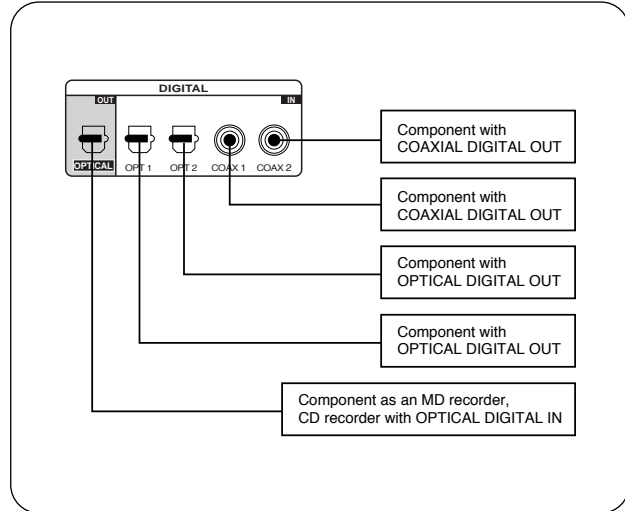 DIGITAL
OUT
IN
OPTICAL
OPT 1
OPT 2
COAX 1
COAX 2
Component with
COAXIAL DIGITAL OUT
Component with
COAXIAL DIGITAL OUT
Component with
OPTICAL DIGITAL OUT
Component with
OPTICAL DIGITAL OUT
Component as an MD recorder,
CD recorder with OPTICAL DIGITAL IN